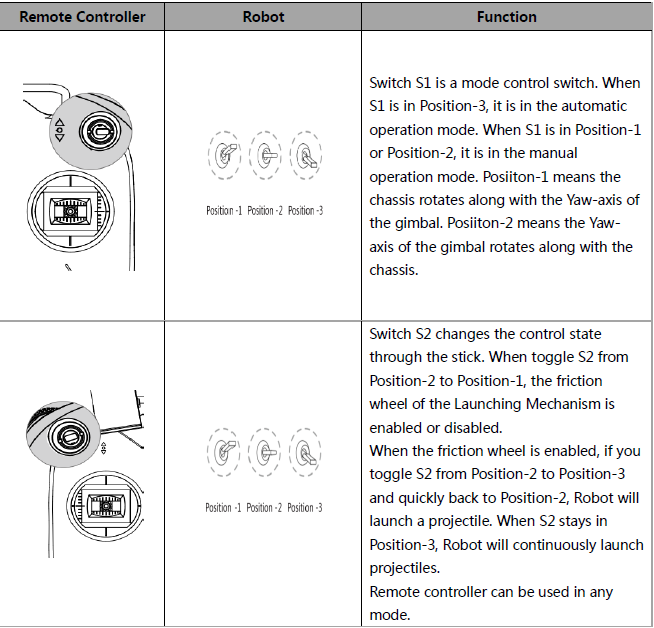 Remote Controller Robot Function
Switch S1 is a mode control switch. When
S1 is in Position-3, it is in the automatic
operation mode. When S1 is in Position-1
or Position-2, it is in the manual
operation mode. Posiiton-1 means the
chassis rotates along with the Yaw-axis of
the gimbal. Posiiton-2 means the Yaw-
axis of the gimbal rotates along with the
chassis.
Position -1 Position -2 Position -3
Switch S2 changes the control state
through the stick. When toggle S2 from
Position-2 to Position-1, the friction
wheel of the Launching Mechanism is
enabled or disabled.
When the friction wheel is enabled, if you
toggle S2 from Position-2 to Position-3
and quickly back to Position-2, Robot will
launch a projectile. When S2 stays in
Position-3, Robot will continuously launch
projectiles.
Remote controller can be used in any
mode.
Position -1 Position -2 Position -3